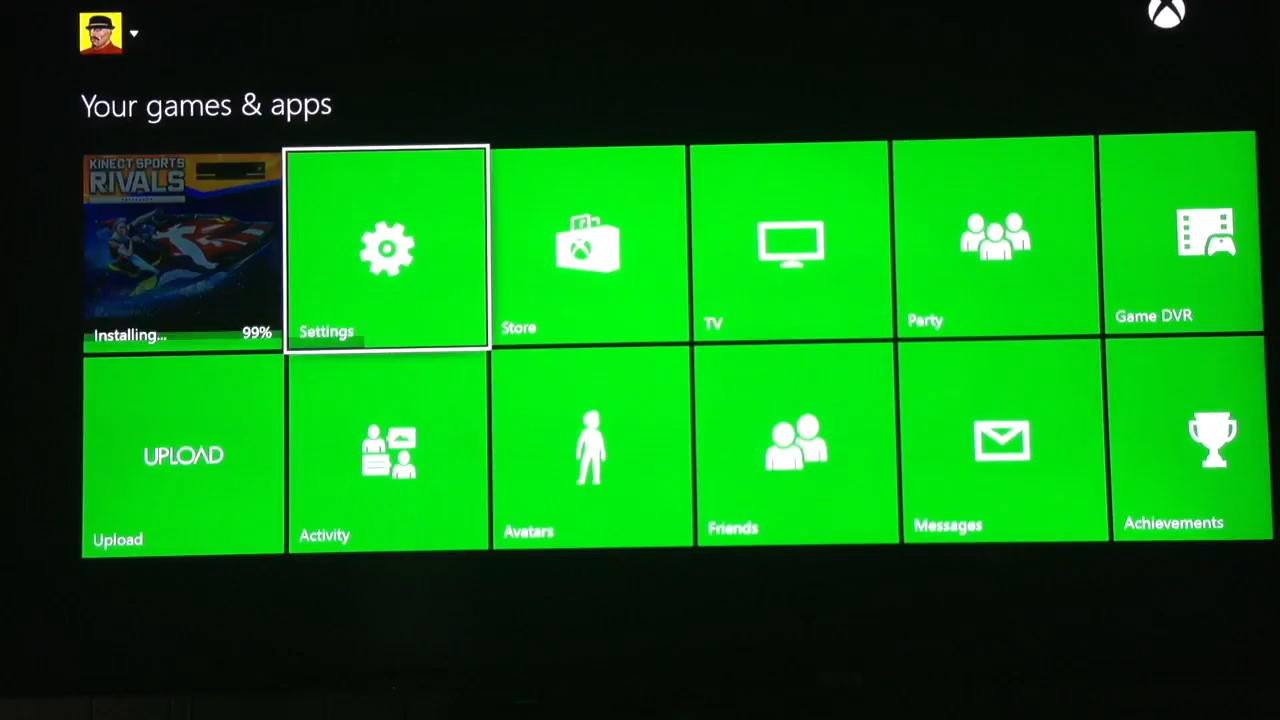 Your games & apps
KINECT SPORTS
RIVALS
Installing... 99%
Settings
Store
TV
Party
Game DVR
UPLOAD
Upload
Activity
Avatars
Friends
Messages
Achievements